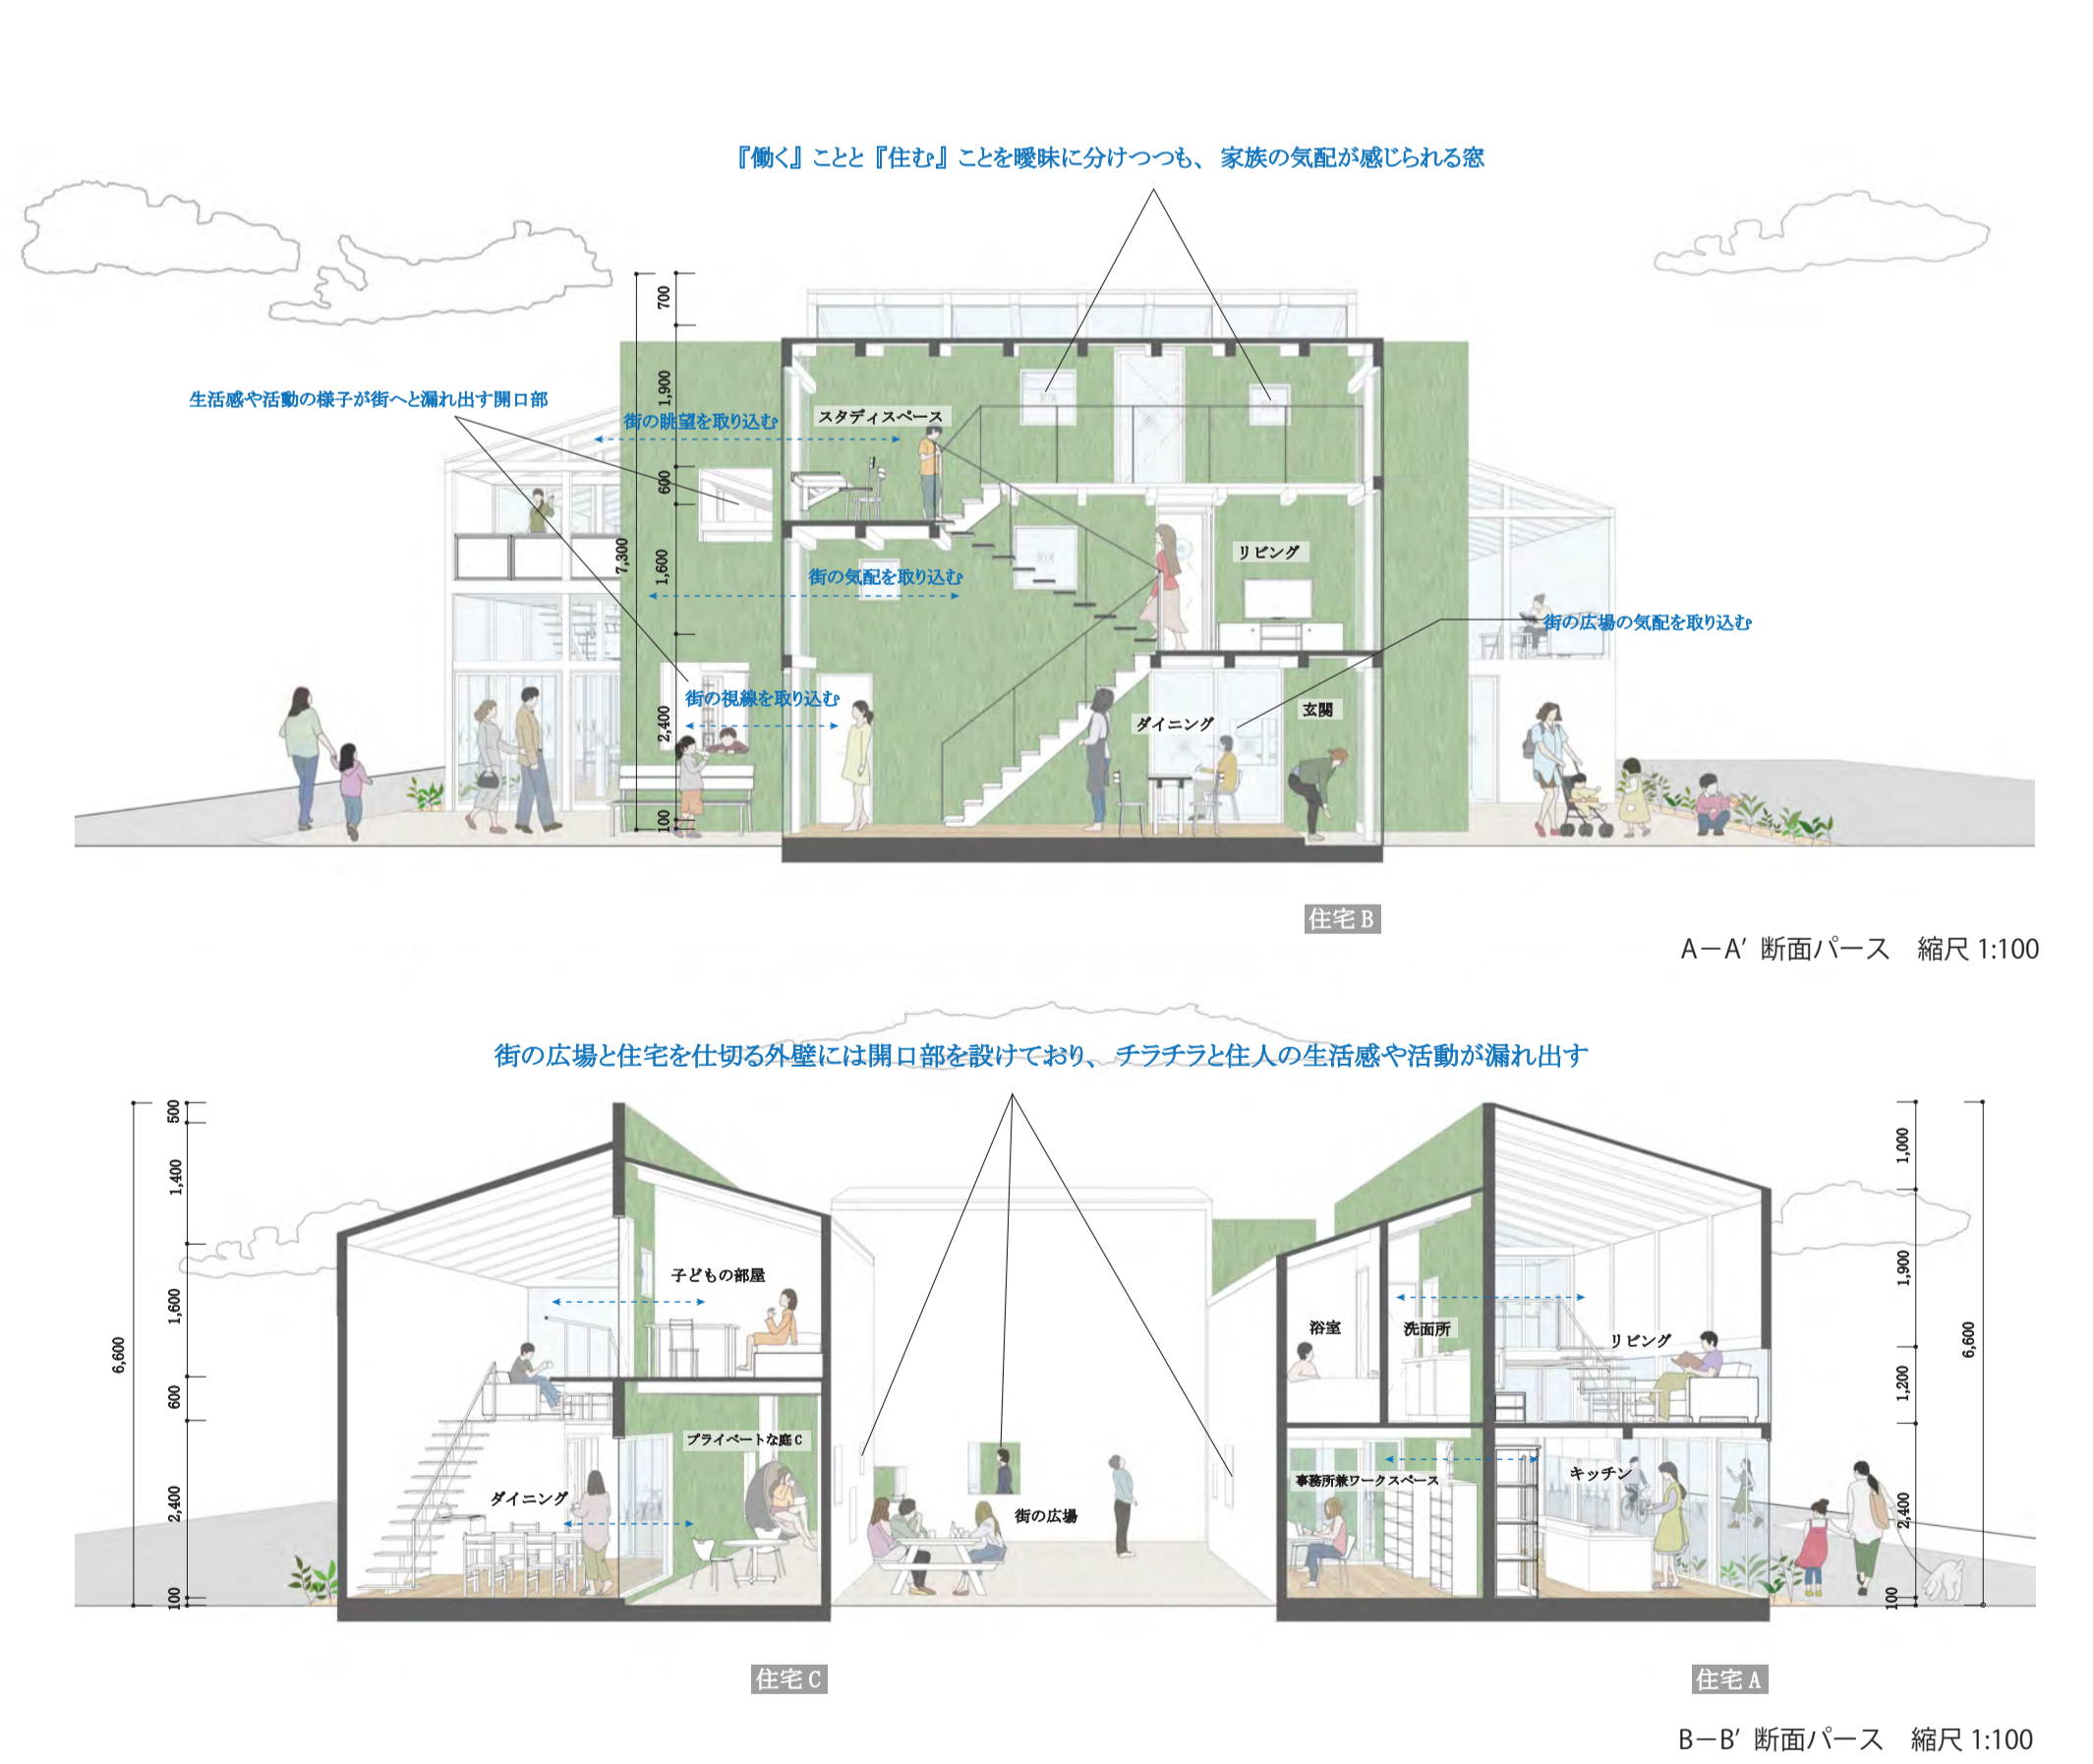 『働く』ことと『住む』ことを曖昧に分けつつも、家族の気配が感じられる窓
700
生活感や活動の様子が街へと漏れ出す開口部
1,900
街の眺望を取り込む
スタディスペース
600
7,300
1,600
街の気配を取り込む
リビング
街の広場の気配を取り込む
街の視線を取り込む
2,400
ダイニング
玄関
100
住宅 B
A－A′ 断面パース　縮尺 1:100
街の広場と住宅を仕切る外壁には開口部を設けており、チラチラと住人の生活感や活動が漏れ出す
500
1,400
1,600
6,600
600
2,400
100
子どもの部屋
プライベートな庭 C
ダイニング
街の広場
浴室
洗面所
リビング
事務所兼ワークスペース
キッチン
1,000
1,900
6,600
1,200
2,400
100
住宅 C
住宅 A
B－B′ 断面パース　縮尺 1:100